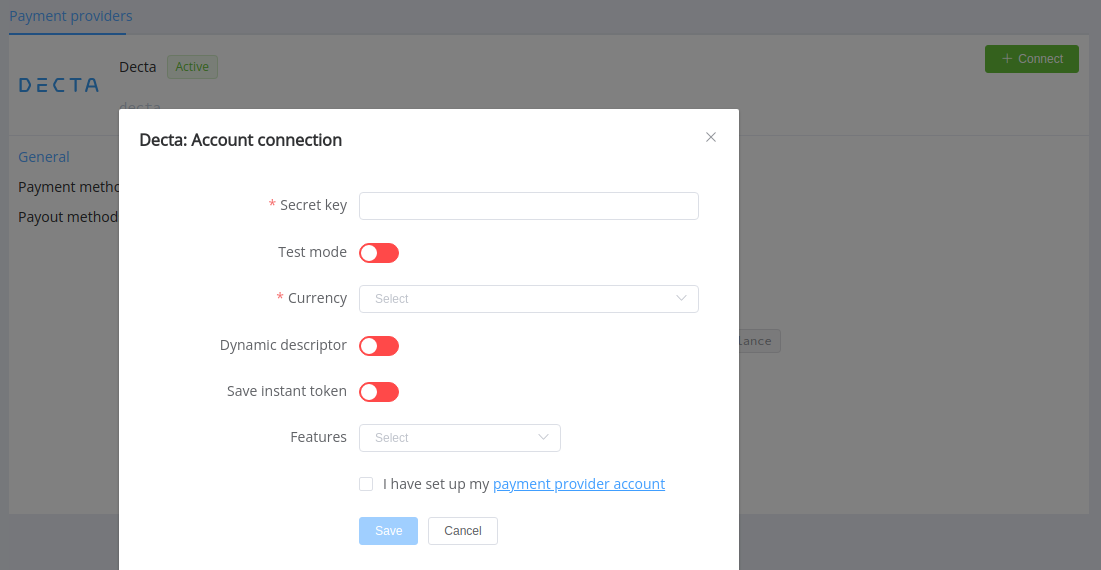 Payment providers
DECTA
Decta
Active
+ Connect
decta
General
Payment metho
Payout method
lance
Decta: Account connection
* Secret key
Test mode
* Currency
Select
Dynamic descriptor
Save instant token
Features
Select
I have set up my payment provider account
Save
Cancel